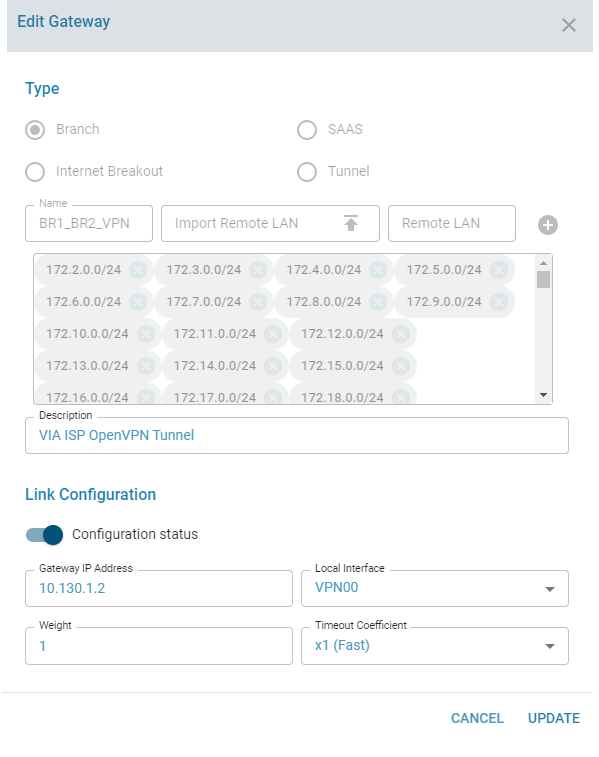 Edit Gateway
Type
Branch
SAAS
Internet Breakout
Tunnel
Name
BR1_BR2_VPN
Import Remote LAN
Remote LAN
172.2.0.0/24 172.3.0.0/24 172.4.0.0/24 172.5.0.0/24
172.6.0.0/24 172.7.0.0/24 172.8.0.0/24 172.9.0.0/24
172.10.0.0/24 172.11.0.0/24 172.12.0.0/24
172.13.0.0/24 172.14.0.0/24 172.15.0.0/24
172.16.0.0/24 172.17.0.0/24 172.18.0.0/24
Description
VIA ISP OpenVPN Tunnel
Link Configuration
Configuration status
Gateway IP Address
10.130.1.2
Local Interface
VPN00
Weight
1
Timeout Coefficient
x1 (Fast)
CANCEL
UPDATE